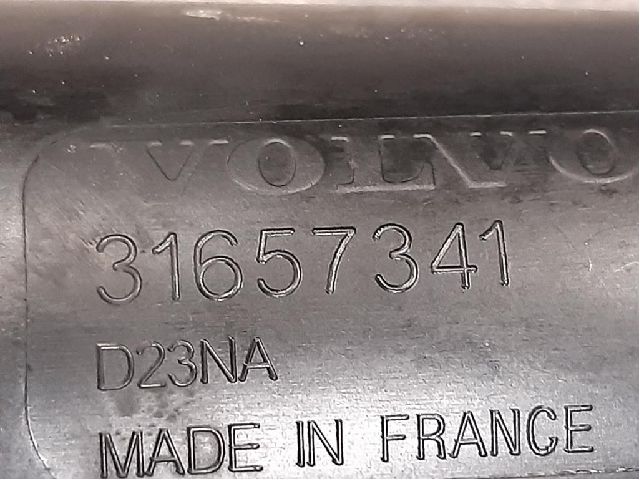 VOLVO
31657341
D23NA
MADE IN FRANCE